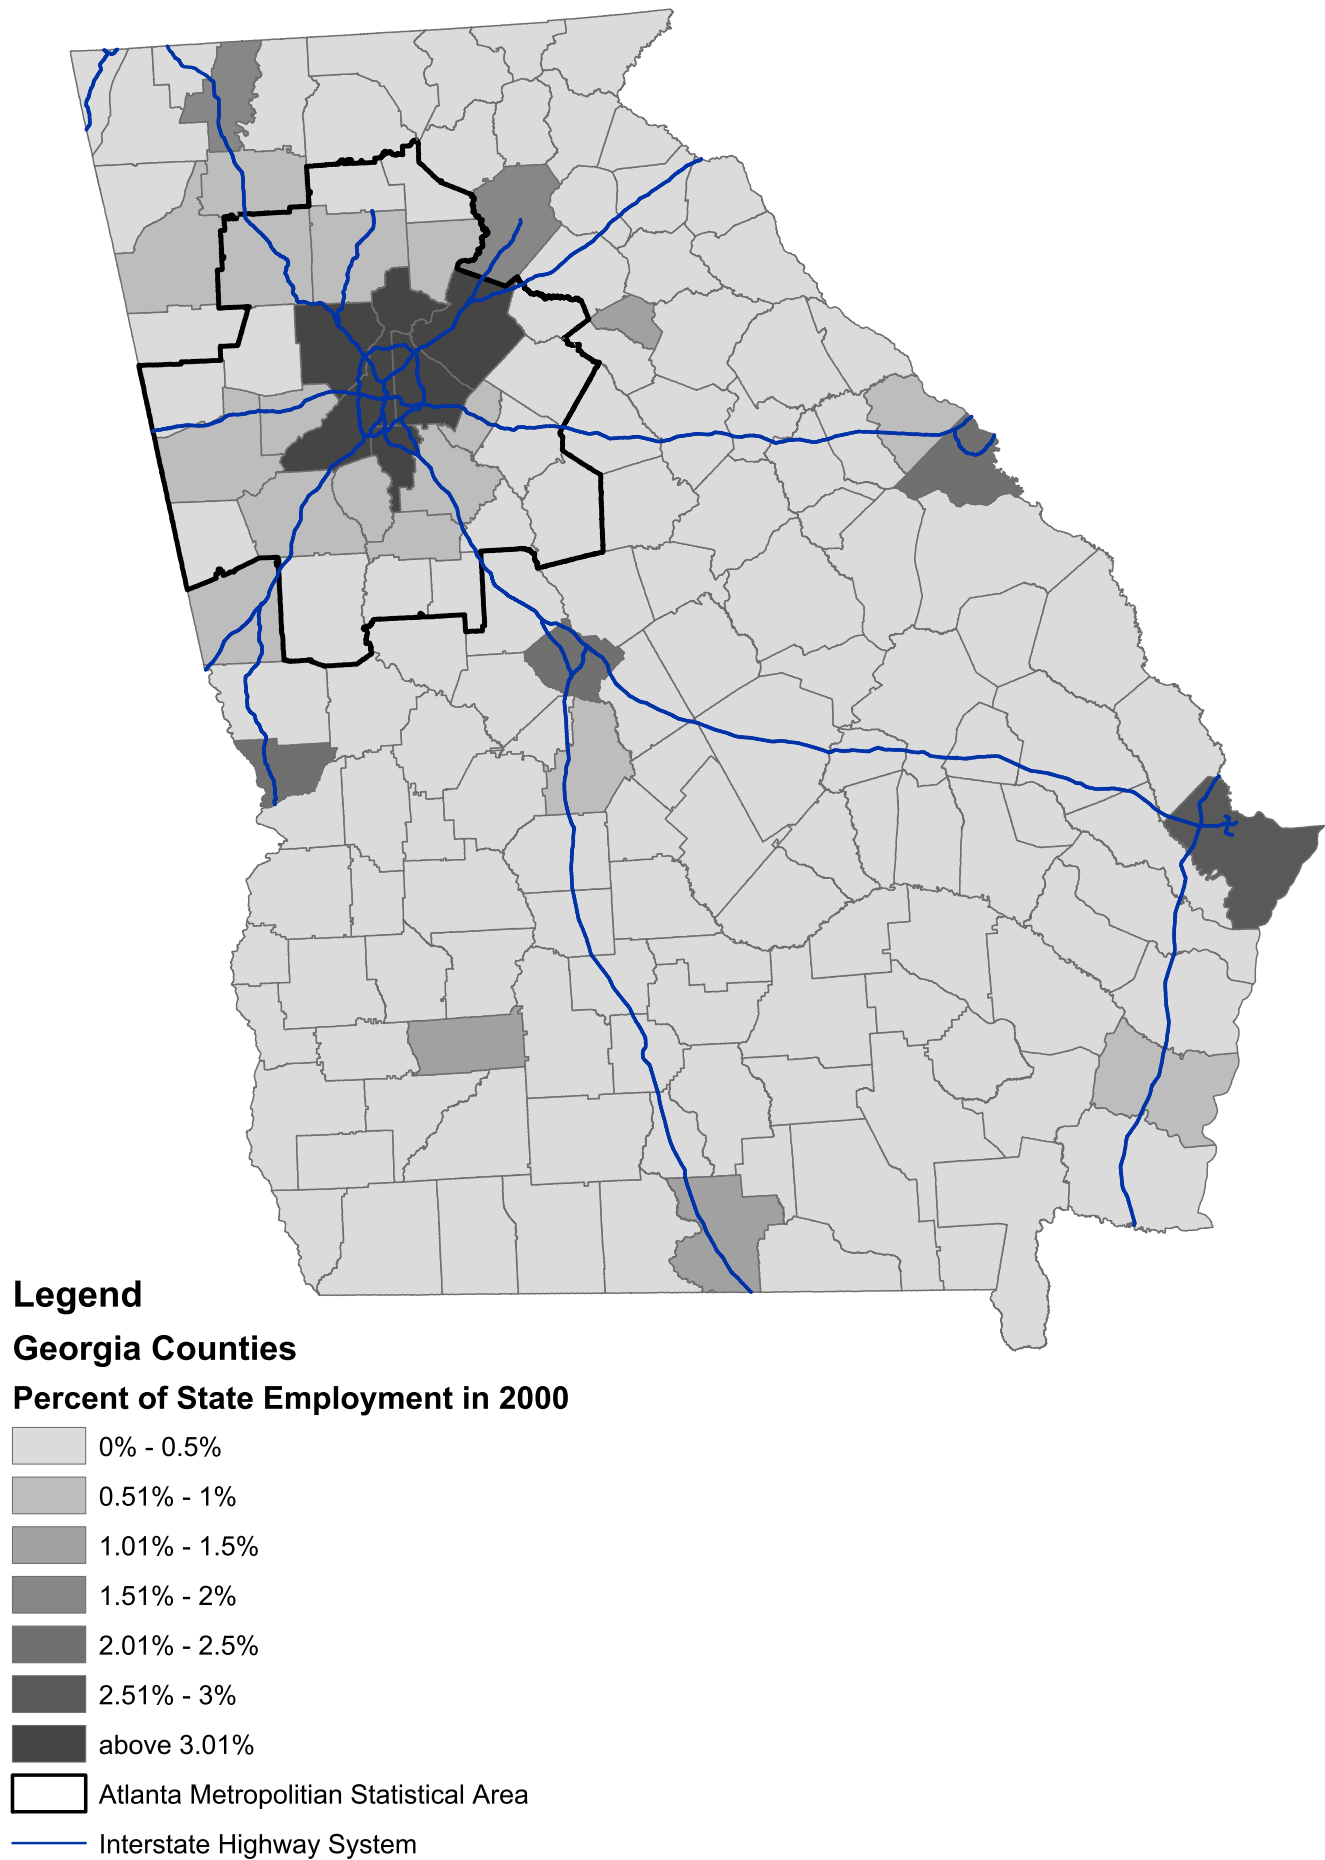 Legend
Georgia Counties
Percent of State Employment in 2000
0% - 0.5%
0.51% - 1%
1.01% - 1.5%
1.51% - 2%
2.01% - 2.5%
2.51% - 3%
above 3.01%
Atlanta Metropolitian Statistical Area
Interstate Highway System